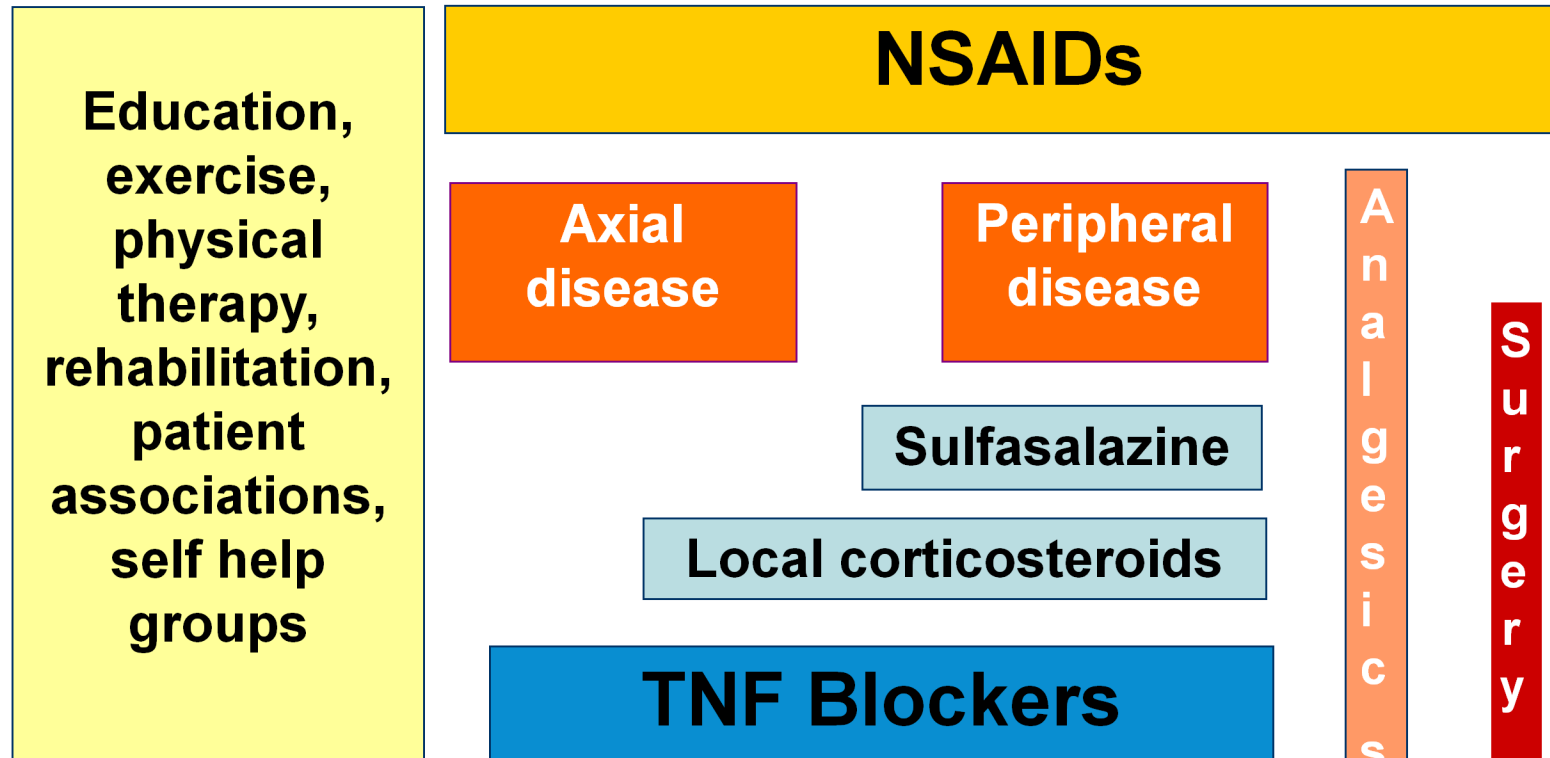 Education,
exercise,
physical
therapy,
rehabilitation,
patient
associations,
self help
groups
NSAIDs
Axial
disease
Peripheral
disease
Sulfasalazine
Local corticosteroids
TNF Blockers
Analgesics
Surgery